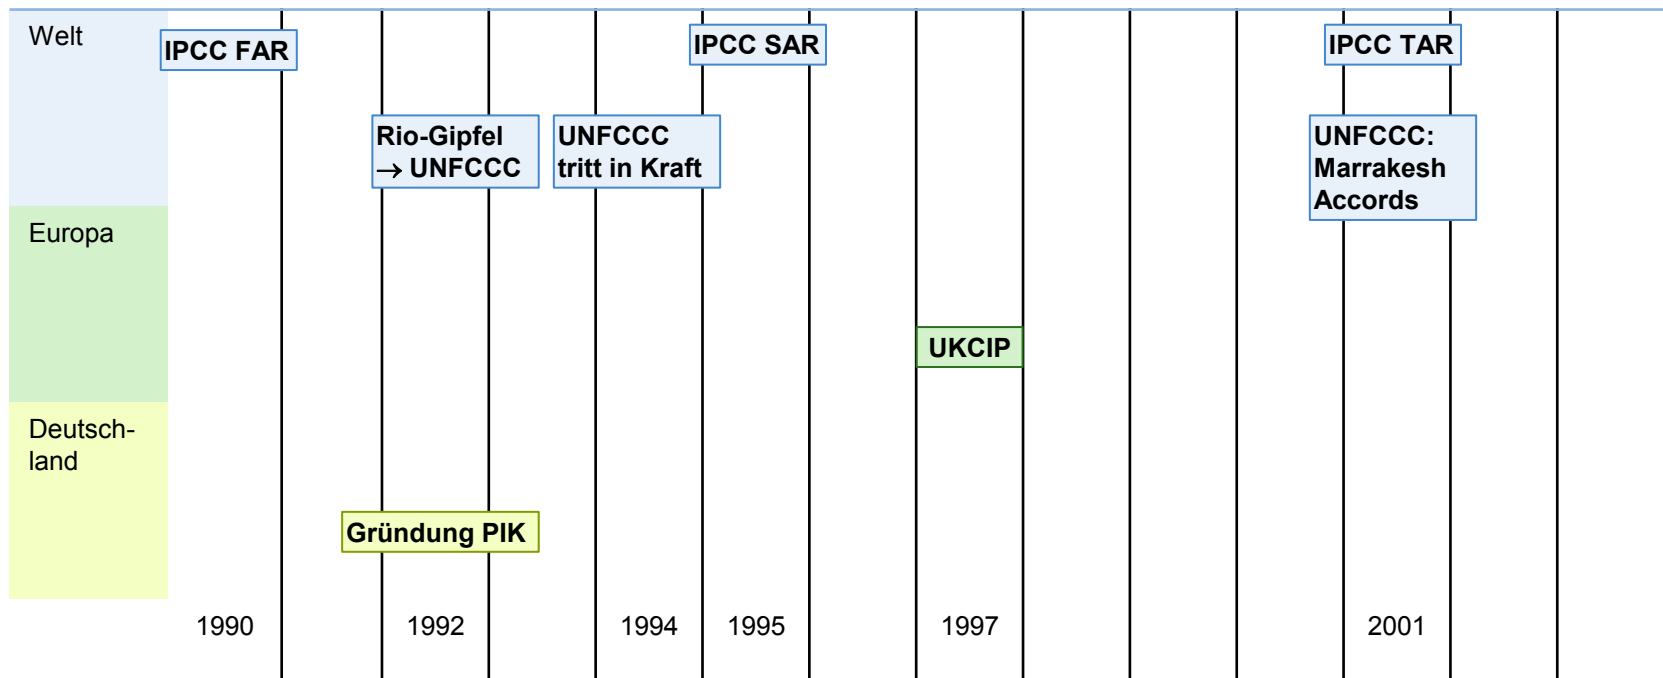 Welt
IPCC FAR
IPCC SAR
IPCC TAR
Rio-Gipfel
→ UNFCCC
UNFCCC
tritt in Kraft
UNFCCC:
Marrakesh
Accords
Europa
UKCIP
Deutsch-
land
Gründung PIK
1990
1992
1994
1995
1997
2001